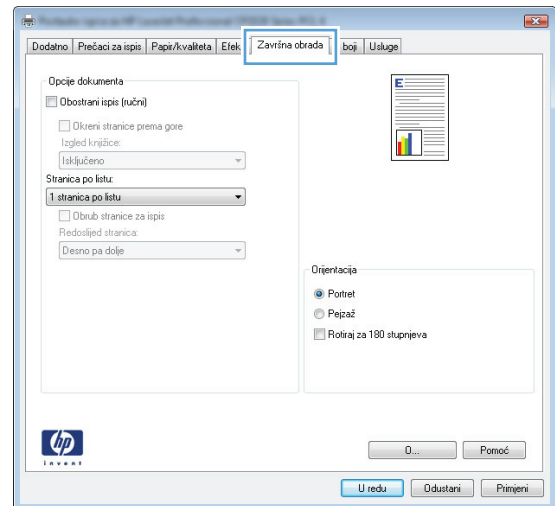 Dodatno Prečaci za ispis Papir/kvaliteta Efek Završna obrada boji Usluge
Opcije dokumenta
Obostrani ispis (ručni)
Okreni stranice prema gore
Izgled knjižice:
Isključeno
Stranica po listu:
1 stranica po listu
Obrub stranice za ispis
Redoslijed stranica:
Desno pa dolje
E
Orijentacija
Portret
Pejzaž
Rotiraj za 180 stupnjeva
hp
invent
O... Pomoć
U redu Odustani Primjeni